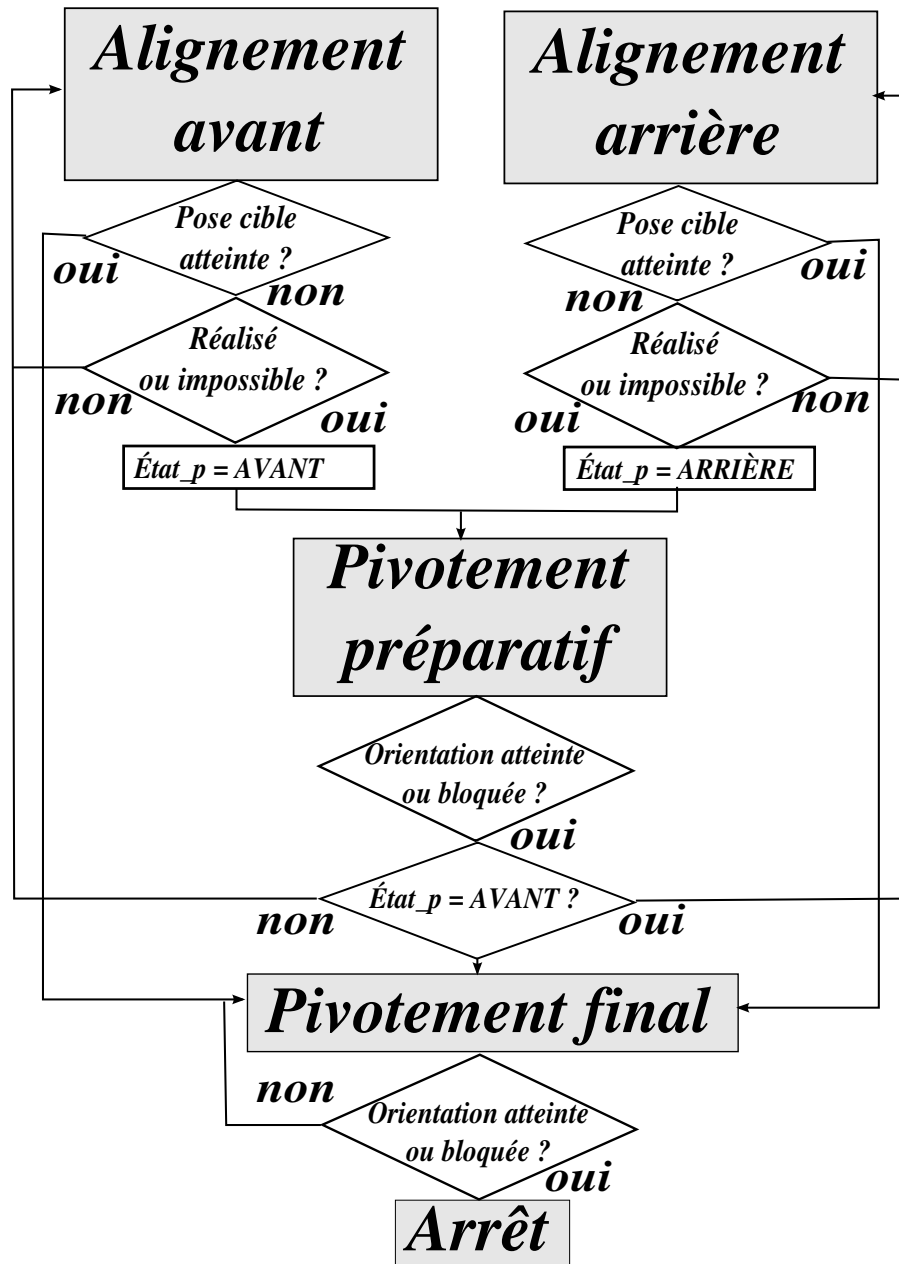 Alignement
avant
Alignement
arrière
Pose cible
atteinte ?
oui
non
Pose cible
atteinte ?
oui
non
Réalisé
ou impossible ?
non
oui
Réalisé
ou impossible ?
oui
non
État_p = AVANT
État_p = ARRIÈRE
Pivotement
préparatif
Orientation atteinte
ou bloquée ?
oui
État_p = AVANT ?
non
oui
Pivotement final
non
Orientation atteinte
ou bloquée ?
oui
Arrêt